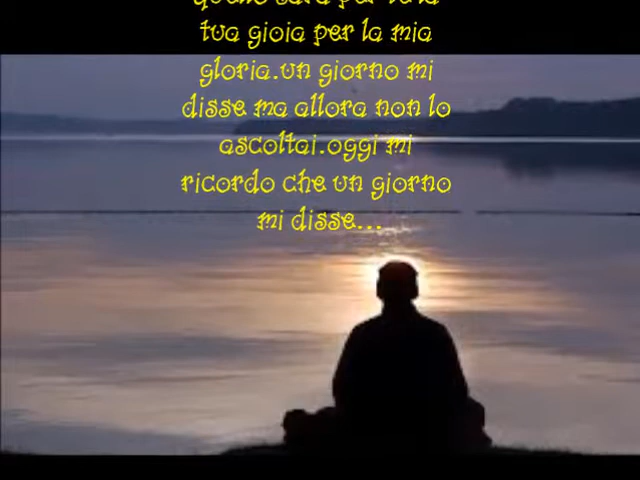 tua gioia per la mia
gloria.un giorno mi
disse ma allora non lo
ascoltai.oggi mi
ricordo che un giorno
mi disse...